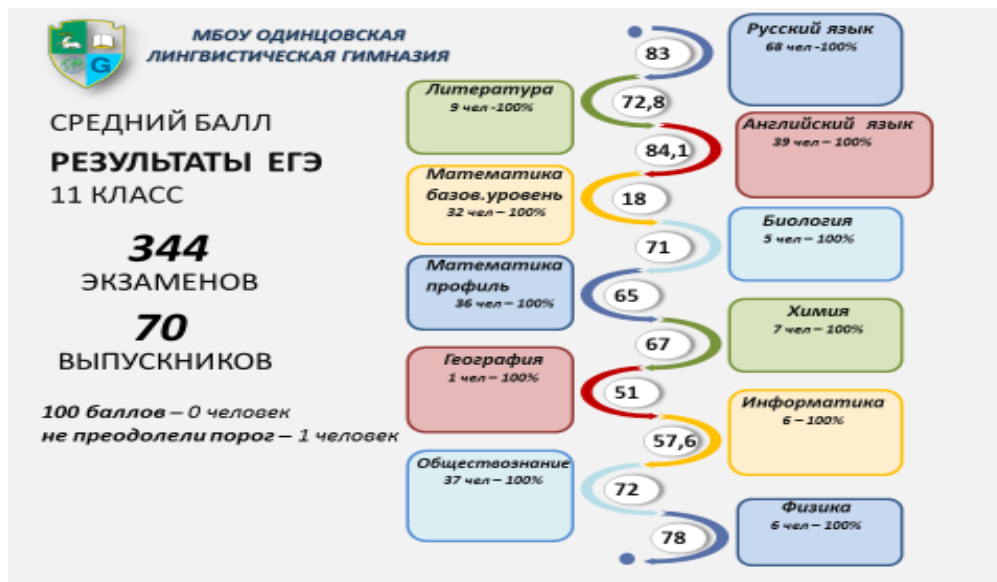 МБОУ ОДИНЦОВСКАЯ
ЛИНГВИСТИЧЕСКАЯ ГИМНАЗИЯ
G
СРЕДНИЙ БАЛЛ
РЕЗУЛЬТАТЫ ЕГЭ
11 КЛАСС
344
ЭКЗАМЕНОВ
70
ВЫПУСКНИКОВ
100 баллов – 0 человек
не преодолели порог – 1 человек
83
Русский язык
68 чел -100%
Литература
9 чел -100%
72,8
84,1
Английский язык
39 чел – 100%
Математика
базов.уровень
32 чел – 100%
18
71
Биология
5 чел – 100%
Математика
профиль
36 чел – 100%
65
67
Химия
7 чел – 100%
География
1 чел – 100%
51
57,6
Информатика
6 – 100%
Обществознание
37 чел – 100%
72
78
Физика
6 чел – 100%